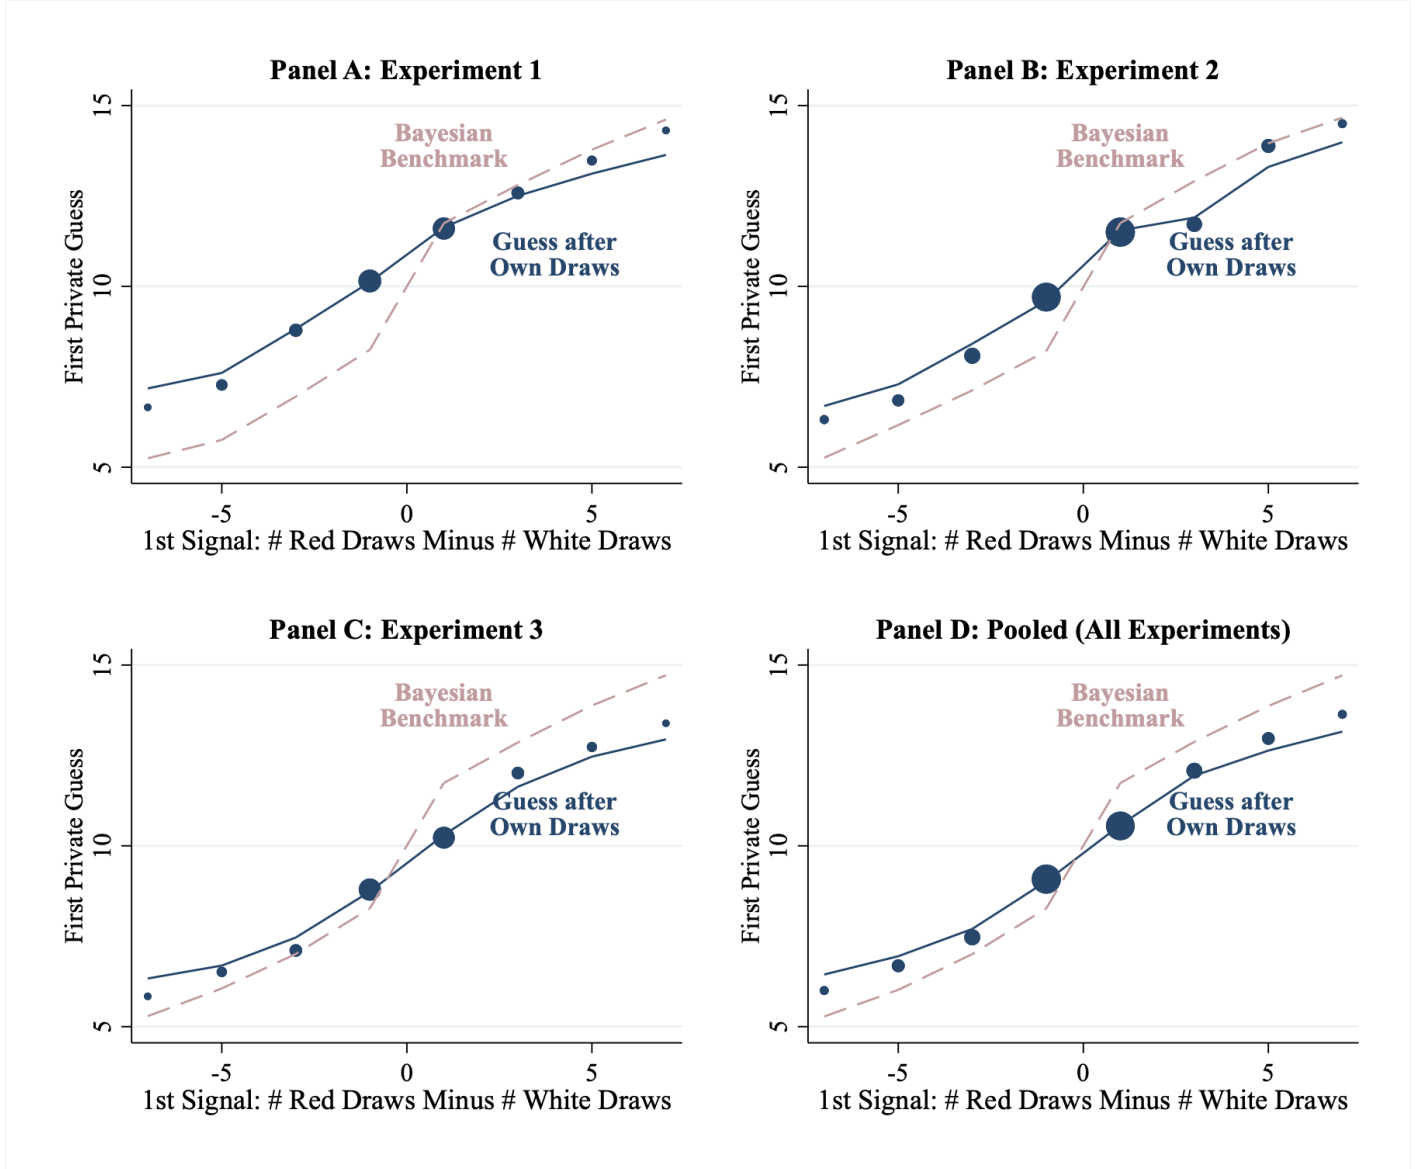 Panel A: Experiment 1
15
10
5
First Private Guess
Bayesian
Benchmark
Guess after
Own Draws
-5
0
5
1st Signal: # Red Draws Minus # White Draws
Panel B: Experiment 2
15
10
5
First Private Guess
Bayesian
Benchmark
Guess after
Own Draws
-5
0
5
1st Signal: # Red Draws Minus # White Draws
Panel C: Experiment 3
15
10
5
First Private Guess
Bayesian
Benchmark
Guess after
Own Draws
-5
0
5
1st Signal: # Red Draws Minus # White Draws
Panel D: Pooled (All Experiments)
15
10
5
First Private Guess
Bayesian
Benchmark
Guess after
Own Draws
-5
0
5
1st Signal: # Red Draws Minus # White Draws